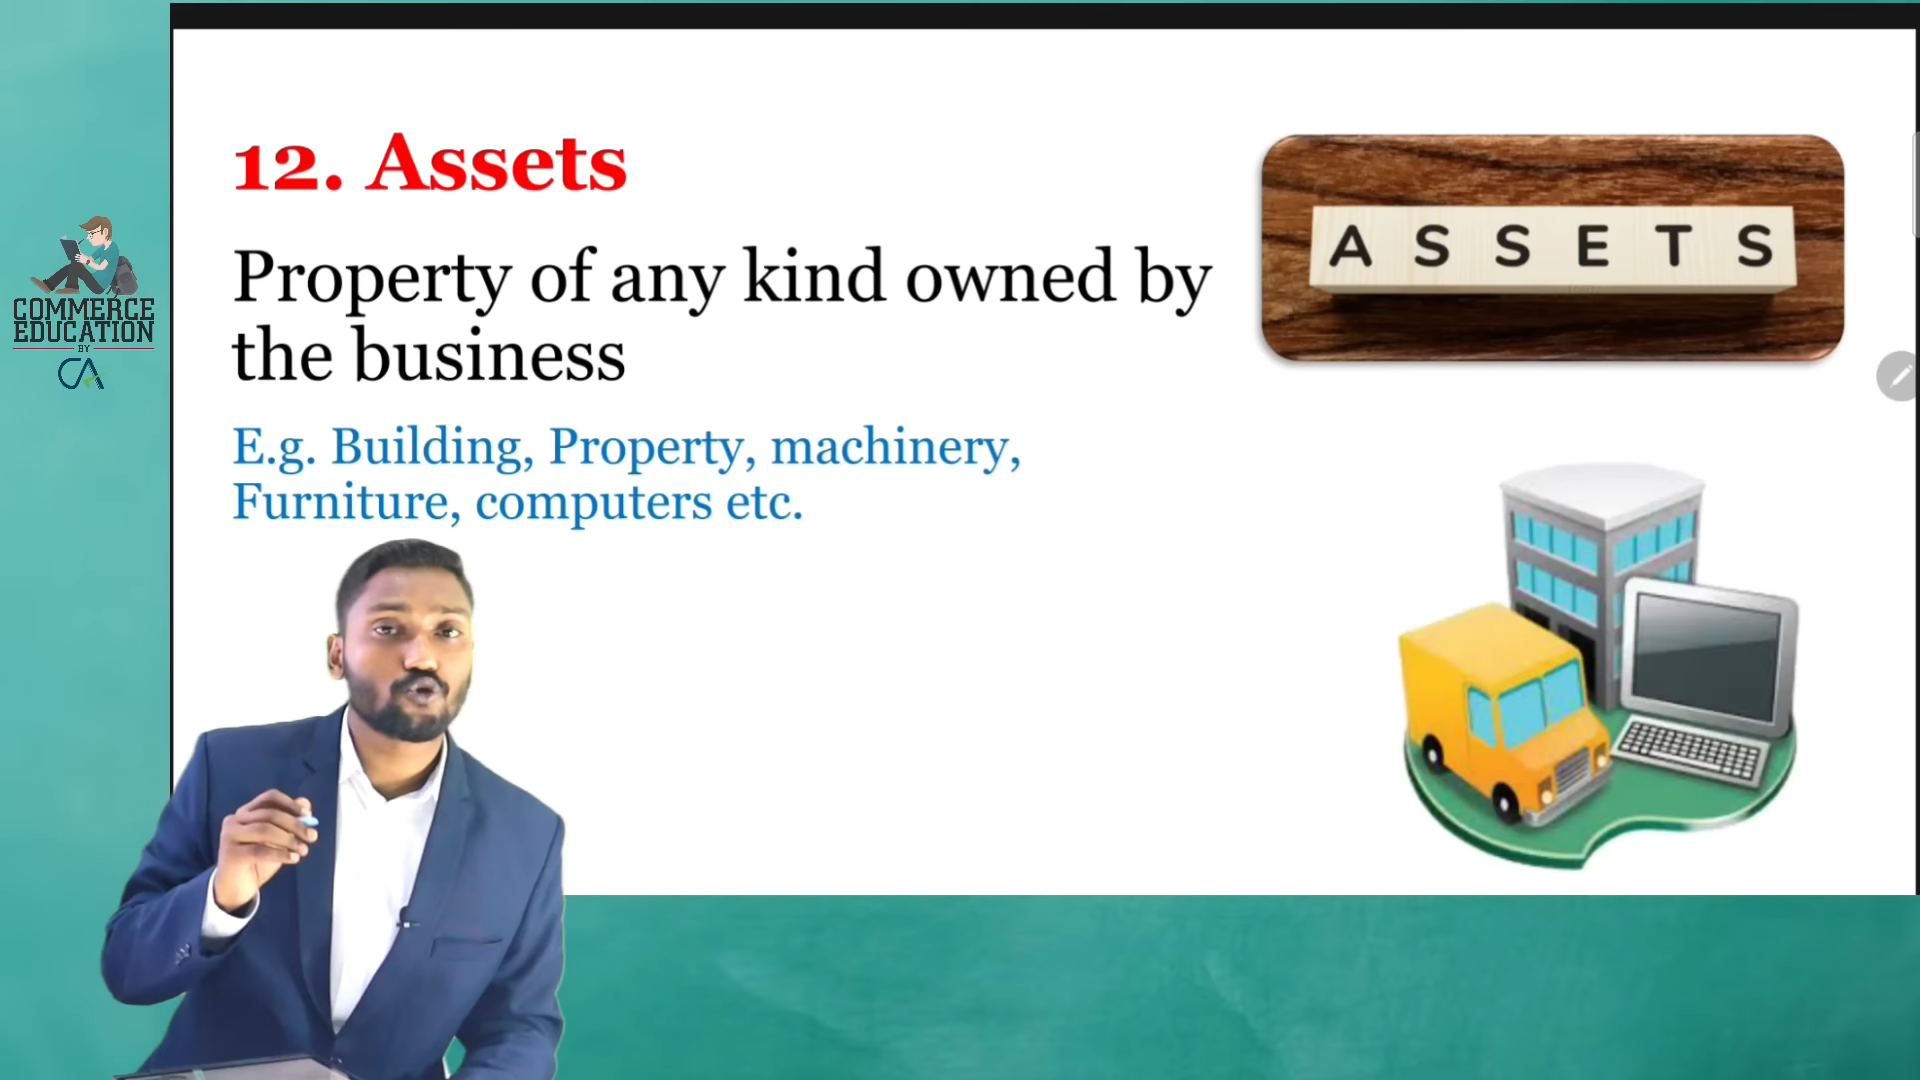 12. Assets
Property of any kind owned by
the business
E.g. Building, Property, machinery,
Furniture, computers etc.
ASSETS
COMMERCE
EDUCATION
BY
CA